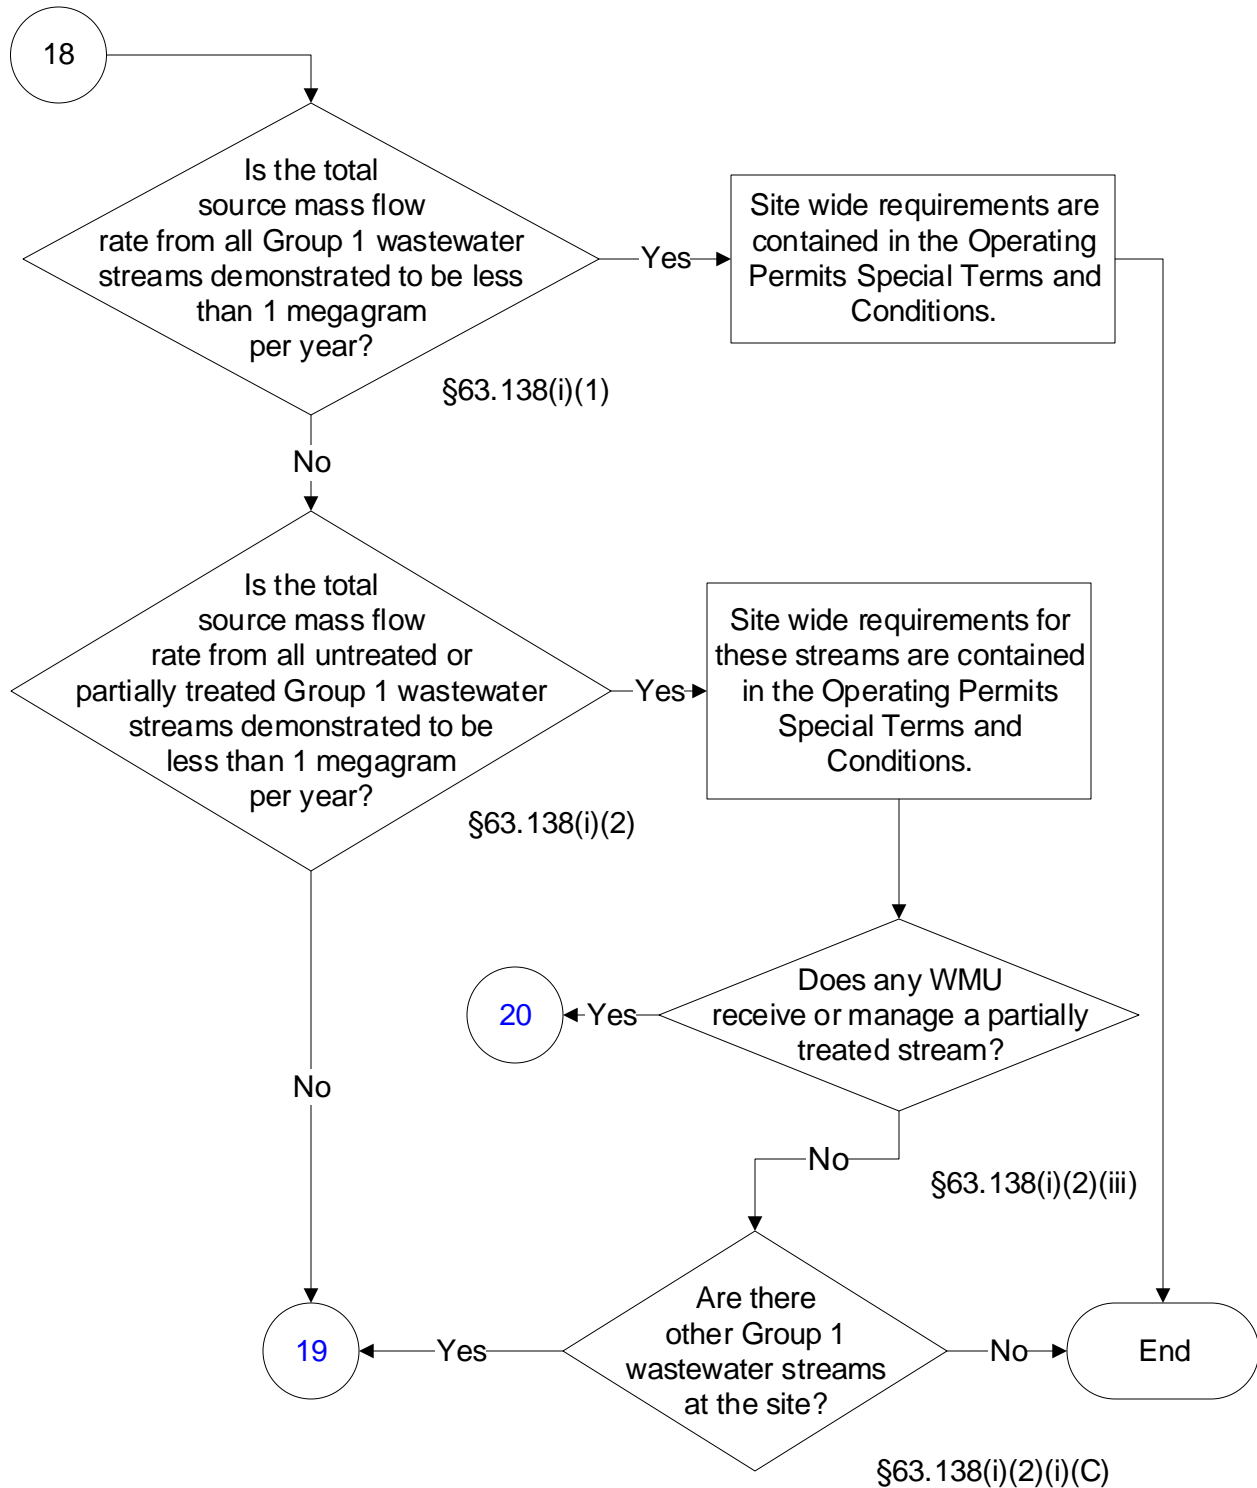 18
Is the total
source mass flow
rate from all Group 1 wastewater
streams demonstrated to be less
than 1 megagram
per year?
Yes
Site wide requirements are
contained in the Operating
Permits Special Terms and
Conditions.
§63.138(i)(1)
No
Is the total
source mass flow
rate from all untreated or
partially treated Group 1 wastewater
streams demonstrated to be
less than 1 megagram
per year?
Yes
Site wide requirements for
these streams are contained
in the Operating Permits
Special Terms and
Conditions.
§63.138(i)(2)
Does any WMU
receive or manage a partially
treated stream?
Yes
20
No
No
§63.138(i)(2)(iii)
Are there
other Group 1
wastewater streams
at the site?
Yes
19
No
End
§63.138(i)(2)(i)(C)